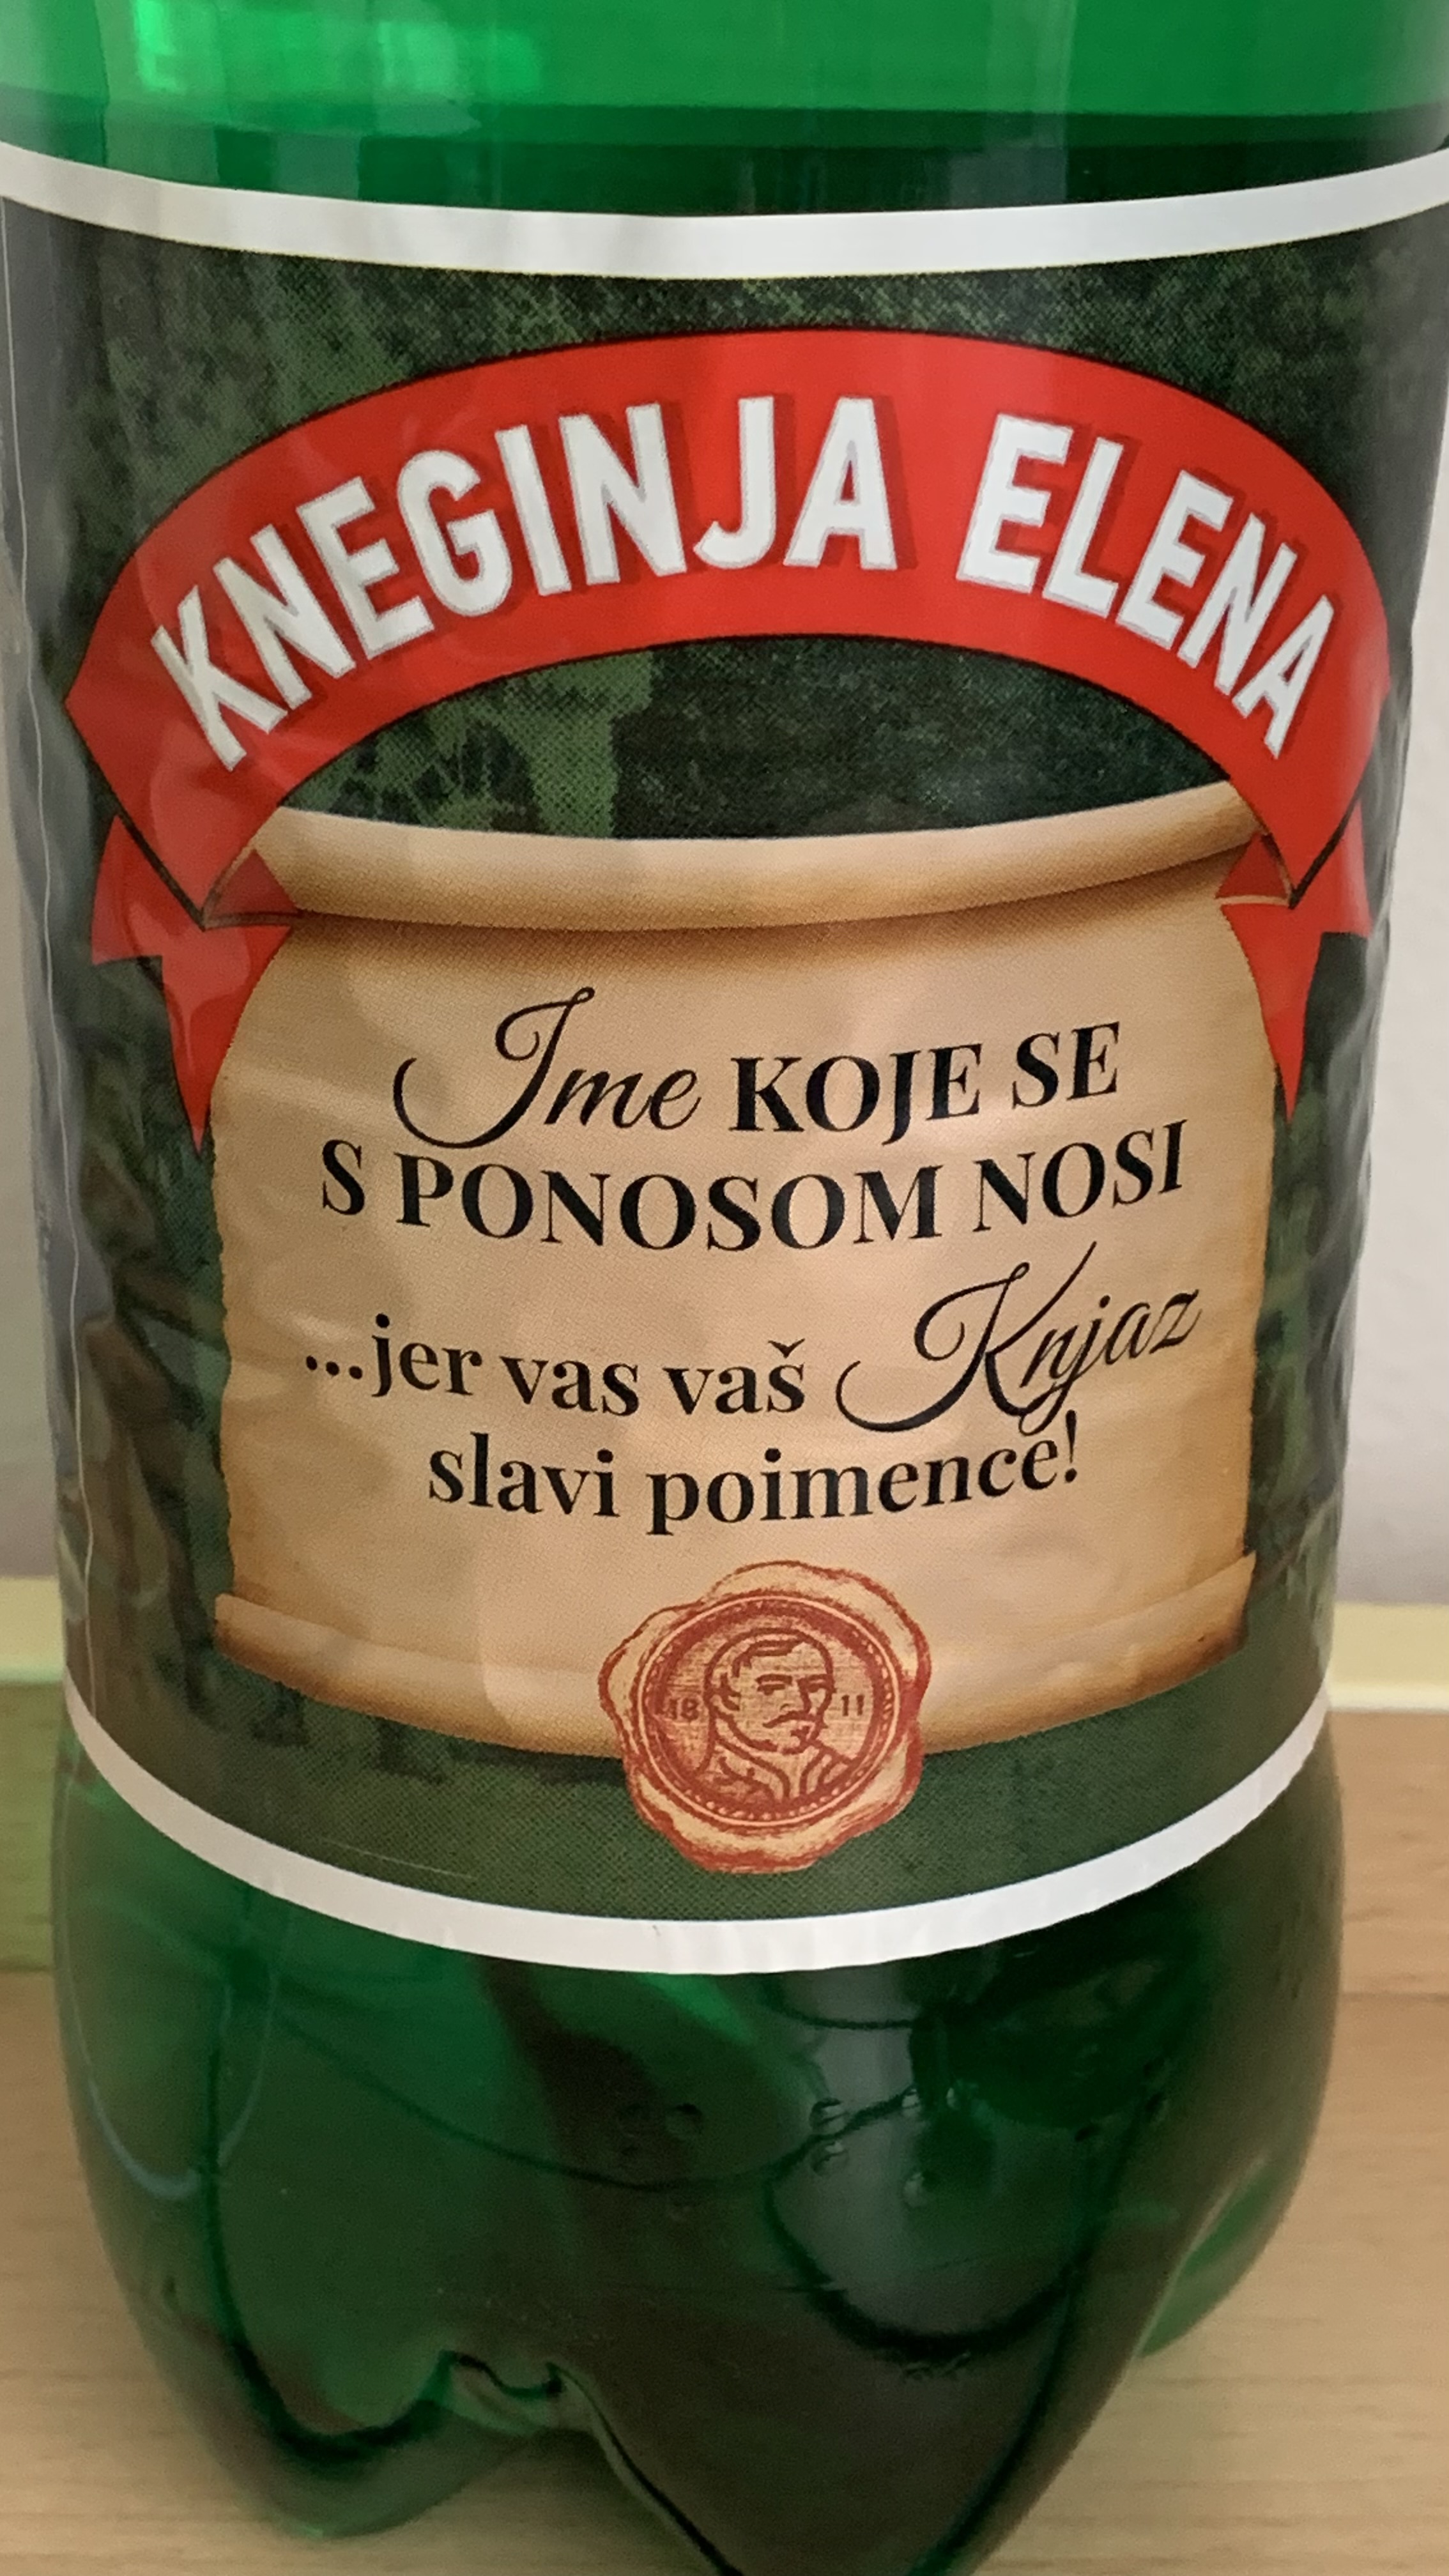 KNEGINJA ELENA
Ime KOJE SE
S PONOSOM NOSI
...jer vas vaš Knjaz
slavi poimence!
18 11